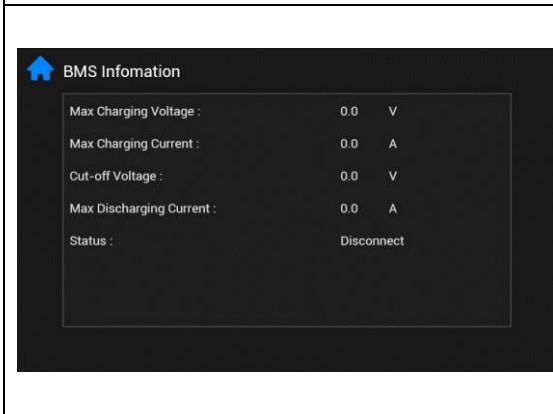 BMS Infomation
Max Charging Voltage : 0.0 V
Max Charging Current : 0.0 A
Cut-off Voltage : 0.0 V
Max Discharging Current : 0.0 A
Status : Disconnect